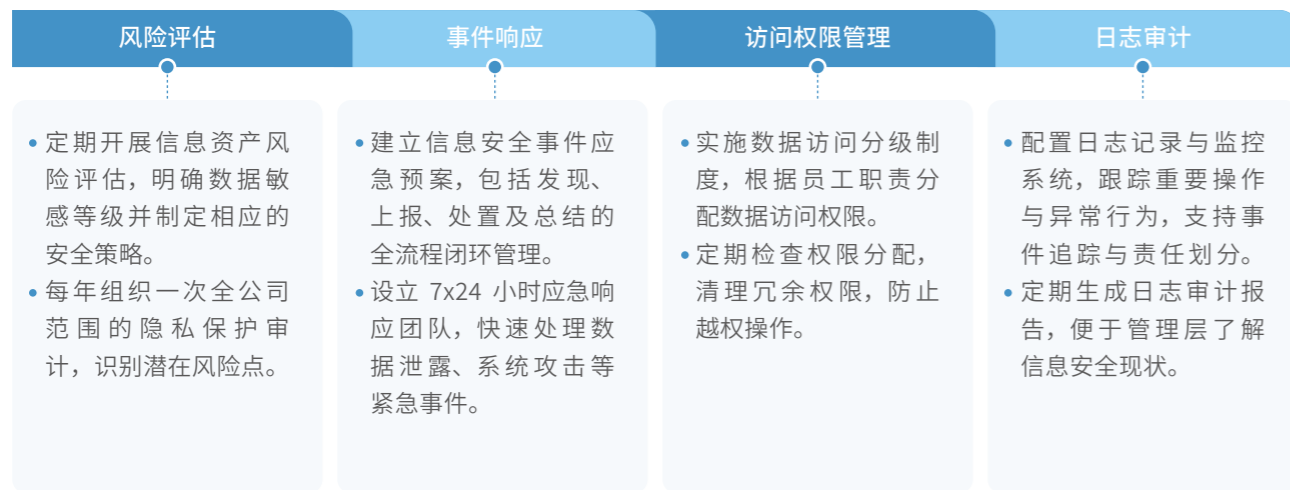 风险评估
事件响应
访问权限管理
日志审计
•定期开展信息资产风
险评估，明确数据敏
感等级并制定相应的
安全策略。
•每年组织一次全公司
范围的隐私保护审
计，识别潜在风险点。
•建立信息安全事件应
急预案，包括发现、
上报、处置及总结的
全流程闭环管理。
•设立 7x24 小时应急响
应团队，快速处理数
据泄露、系统攻击等
紧急事件。
•实施数据访问分级制
度，根据员工职责分
配数据访问权限。
•定期检查权限分配，
清理冗余权限，防止
越权操作。
•配置日志记录与监控
系统，跟踪重要操作
与异常行为，支持事
件追踪与责任划分。
•定期生成日志审计报
告，便于管理层了解
信息安全现状。